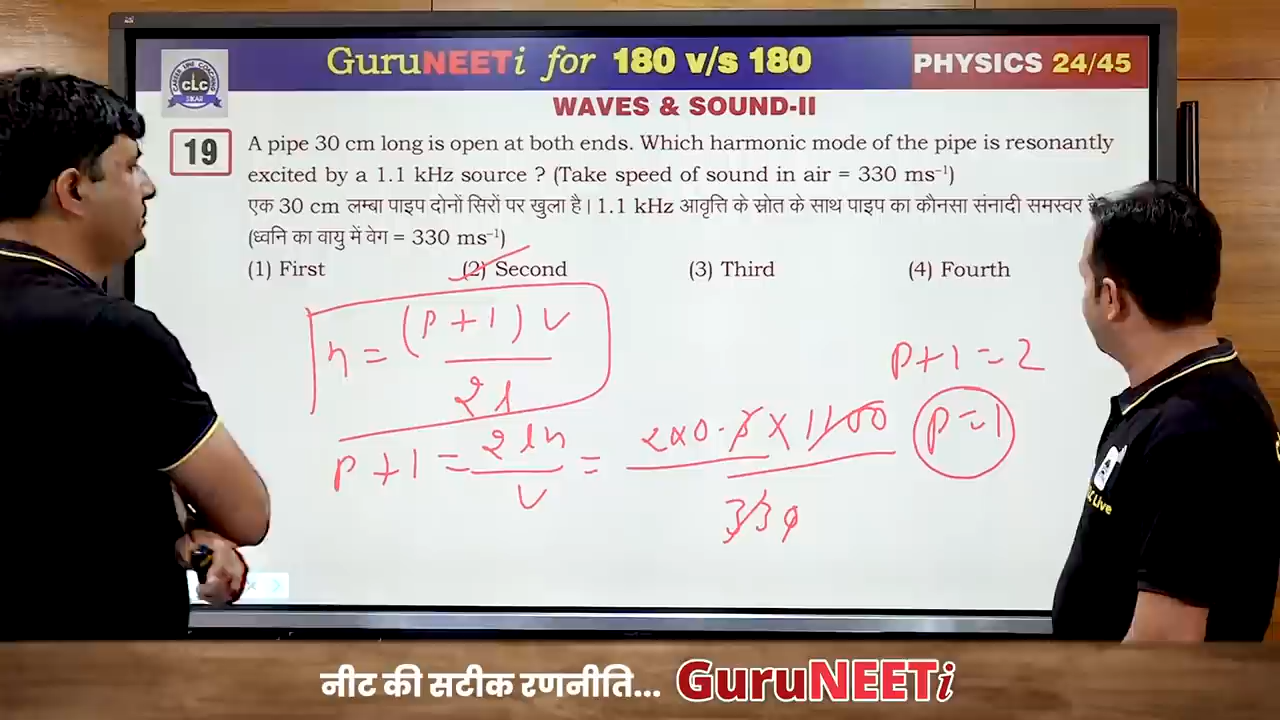 GuruNEETi for 180 v/s 180
PHYSICS 24/45
CLC
SIKAR
WAVES & SOUND-II
19
A pipe 30 cm long is open at both ends. Which harmonic mode of the pipe is resonantly
excited by a 1.1 kHz source ? (Take speed of sound in air = 330 ms⁻¹)
एक 30 cm लम्बा पाइप दोनों सिरों पर खुला है। 1.1 kHz आवृत्ति के स्रोत के साथ पाइप का कौनसा संनादी समस्वर
(ध्वनि का वायु में वेग = 330 ms⁻¹)
(1) First (2) Second (3) Third (4) Fourth
n = (P+1) V
2 l
P+1 = 2
P+1 = 2ln = 2x0.3 x 1100
V 330
P=1
Live
नीट की सटीक रणनीति... GuruNEETi